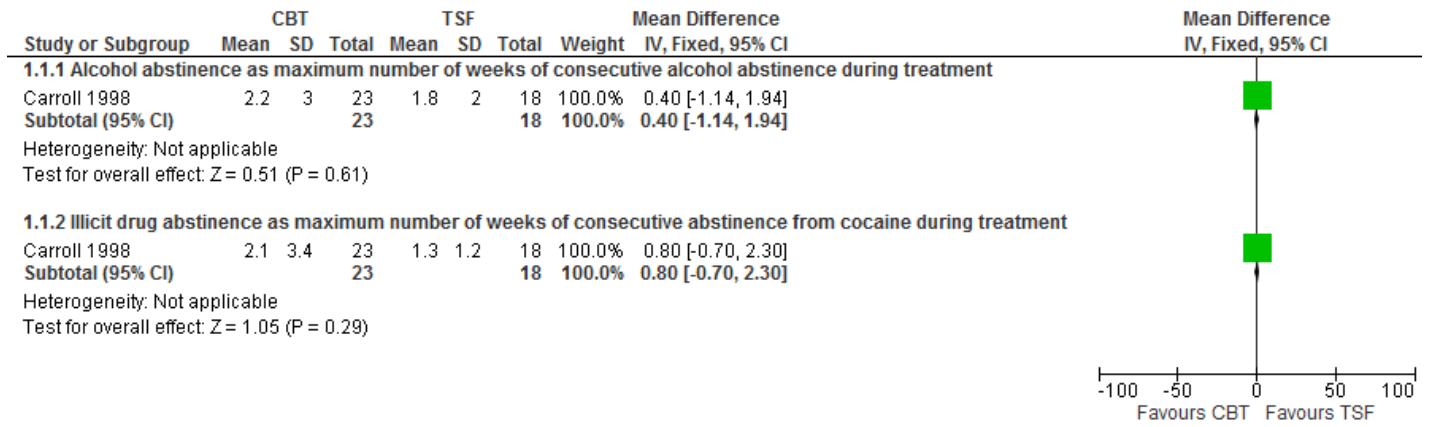 CBT TSF Mean Difference Mean Difference
Study or Subgroup Mean SD Total Mean SD Total Weight IV, Fixed, 95% CI IV, Fixed, 95% CI
1.1.1 Alcohol abstinence as maximum number of weeks of consecutive alcohol abstinence during treatment
Carroll 1998 2.2 3 23 1.8 2 18 100.0% 0.40 [-1.14, 1.94]
Subtotal (95% CI) 23 18 100.0% 0.40 [-1.14, 1.94]
Heterogeneity: Not applicable
Test for overall effect: Z = 0.51 (P = 0.61)
1.1.2 Illicit drug abstinence as maximum number of weeks of consecutive abstinence from cocaine during treatment
Carroll 1998 2.1 3.4 23 1.3 1.2 18 100.0% 0.80 [-0.70, 2.30]
Subtotal (95% CI) 23 18 100.0% 0.80 [-0.70, 2.30]
Heterogeneity: Not applicable
Test for overall effect: Z = 1.05 (P = 0.29)
-100 -50 0 50 100
Favours CBT Favours TSF